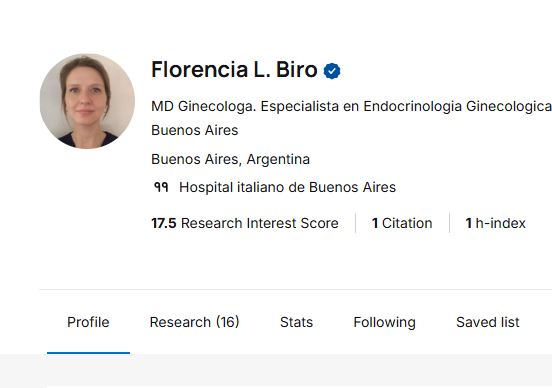 Florencia L. Biro
MD Ginecologa. Especialista en Endocrinologia Ginecologica
Buenos Aires
Buenos Aires, Argentina
Hospital italiano de Buenos Aires
17.5 Research Interest Score 1 Citation 1 h-index
Profile Research (16) Stats Following Saved list